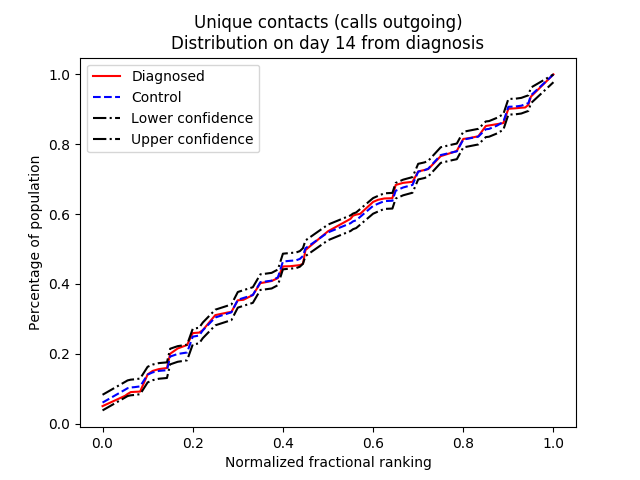 Unique contacts (calls outgoing)
Distribution on day 14 from diagnosis
Diagnosed
Control
Lower confidence
Upper confidence
Percentage of population
1.0
0.8
0.6
0.4
0.2
0.0
0.0 0.2 0.4 0.6 0.8 1.0
Normalized fractional ranking